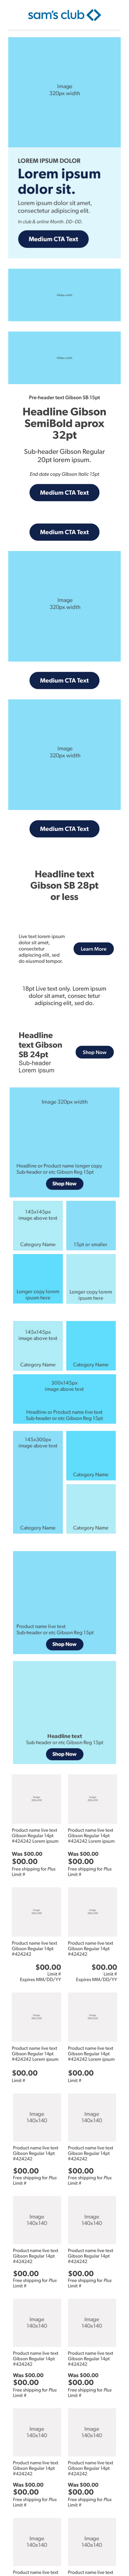 sam's club
Image
320px width
LOREM IPSUM DOLOR
Lorem ipsum
dolor sit.
Lorem ipsum dolor sit amet,
consectetur adipiscing elit.
In club & online Month. DD–DD.
Medium CTA Text
Pre-header text Gibson SB 15pt
Headline Gibson
SemiBold aprox
32pt
Sub-header Gibson Regular
20pt lorem ipsum.
End date copy Gibson Italic 15pt
Medium CTA Text
Medium CTA Text
Image
320px width
Medium CTA Text
Image
320px width
Medium CTA Text
Headline text
Gibson SB 28pt
or less
Live text lorem ipsum
dolor sit amet,
consectetur
adipiscing elit, sed
do eiusmod tempor.
Learn More
18pt Live text only. Lorem ipsum
dolor sit amet, consec tetur
adipiscing elit, sed do.
Headline
text Gibson
SB 24pt
Sub-header
Lorem ipsum
Shop Now
Image 320px width
Headline or Product name longer copy
Sub-header or etc Gibson Reg 15pt
Shop Now
145x145px
image above text
Category Name
15pt or smaller
Longer copy lorem
ipsum here
Longer copy lorem
ipsum here
145x145px
image above text
Category Name
Category Name
300x145px
image above text
Headline or Product name live text
Sub-header or etc Gibson Reg 15pt
145x300px
image above text
Category Name
Category Name
Category Name
Product name live text
Sub-header or etc Gibson Reg 15pt
Shop Now
Headline text
Sub-header or etc Gibson Reg 15pt
Shop Now
Product name live text
Gibson Regular 14pt
#424242 Lorem ipsum
Was $00.00
$00.00
Free shipping for Plus
Limit #
Product name live text
Gibson Regular 14pt
#424242 Lorem ipsum
Was $00.00
$00.00
Free shipping for Plus
Limit #
Product name live text
Gibson Regular 14pt
#424242
$00.00
Limit #
Expires MM/DD/YY
Product name live text
Gibson Regular 14pt
#424242
$00.00
Limit #
Expires MM/DD/YY
Product name live text
Gibson Regular 14pt
#424242 Lorem ipsum
$00.00
Limit #
Product name live text
Gibson Regular 14pt
#424242 Lorem ipsum
$00.00
Limit #
Image
140x140
Product name live text
Gibson Regular 14pt
#424242
$00.00
Free shipping for Plus
Limit #
Image
140x140
Product name live text
Gibson Regular 14pt
#424242
$00.00
Free shipping for Plus
Limit #
Image
140x140
Product name live text
Gibson Regular 14pt
#424242
$00.00
Free shipping for Plus
Limit #
Image
140x140
Product name live text
Gibson Regular 14pt
#424242
$00.00
Free shipping for Plus
Limit #
Image
140x140
Product name live text
Gibson Regular 14pt
#424242
Was $00.00
$00.00
Free shipping for Plus
Limit #
Image
140x140
Product name live text
Gibson Regular 14pt
#424242
Was $00.00
$00.00
Free shipping for Plus
Limit #
Image
140x140
Product name live text
Gibson Regular 14pt
#424242
Was $00.00
$00.00
Free shipping for Plus
Limit #
Image
140x140
Product name live text
Gibson Regular 14pt
#424242
Was $00.00
$00.00
Free shipping for Plus
Limit #
Image
140x140
Product name live text
Image
140x140
Product name live text